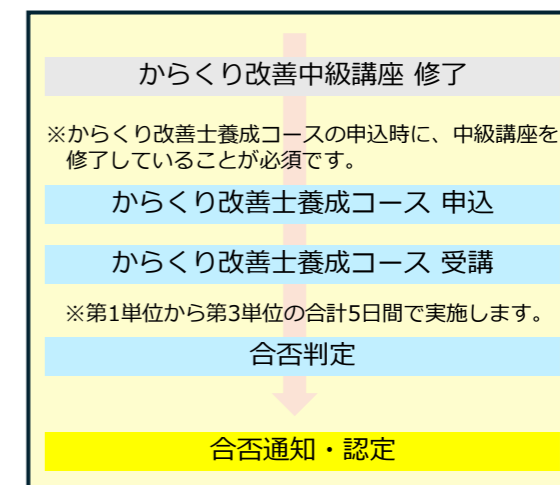 からくり改善中級講座 修了
※からくり改善士養成コースの申込時に、中級講座を
修了していることが必須です。
からくり改善士養成コース 申込
からくり改善士養成コース 受講
※第1単位から第3単位の合計5日間で実施します。
合否判定
合否通知・認定